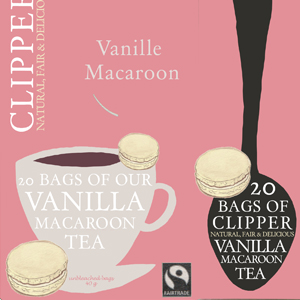 CLIPPER
NATURAL, FAIR & DELICIOUS
Vanille
Macaroon
20 BAGS OF OUR
VANILLA
MACAROON
TEA
20
BAGS OF
CLIPPER
NATURAL, FAIR & DELICIOUS
VANILLA
MACAROON
TEA
FAIRTRADE